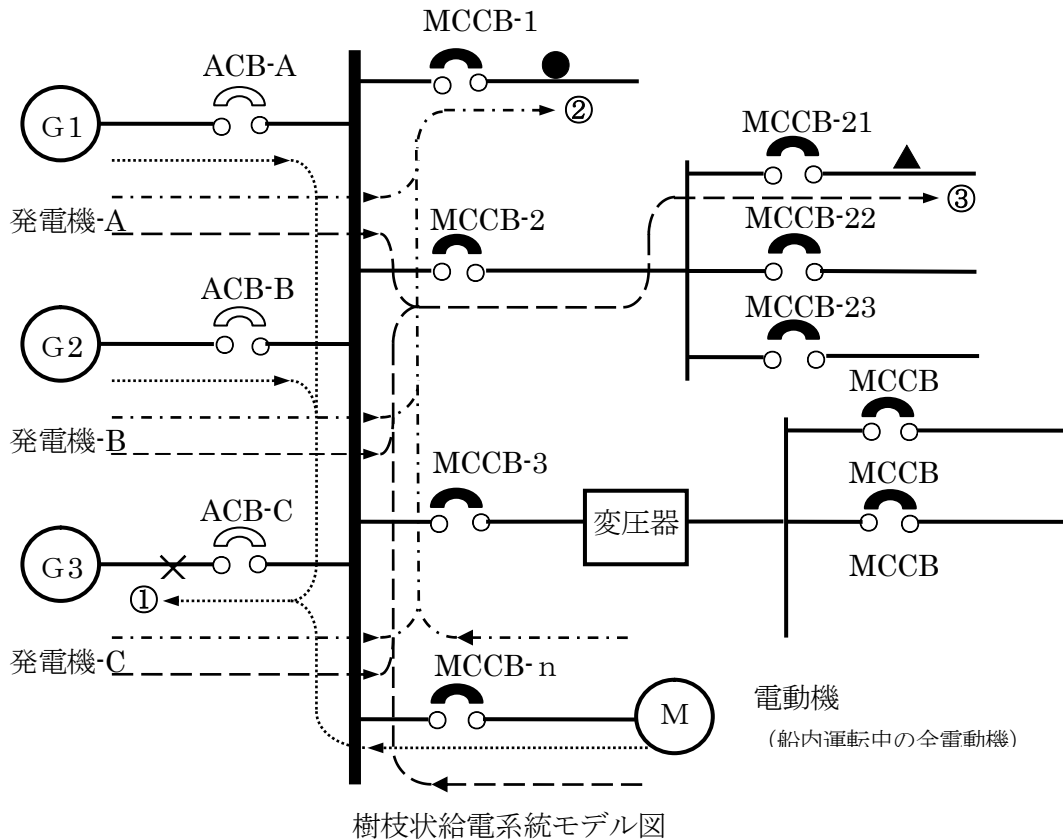 MCCB-1
ACB-A
G1
②
MCCB-21
③
発電機-A
MCCB-2
MCCB-22
ACB-B
MCCB-23
G2
MCCB
発電機-B
MCCB-3
MCCB
ACB-C
変圧器
G3
MCCB
①
発電機-C
MCCB-n
M
電動機
(船内運転中の全電動機)
樹枝状給電系統モデル図